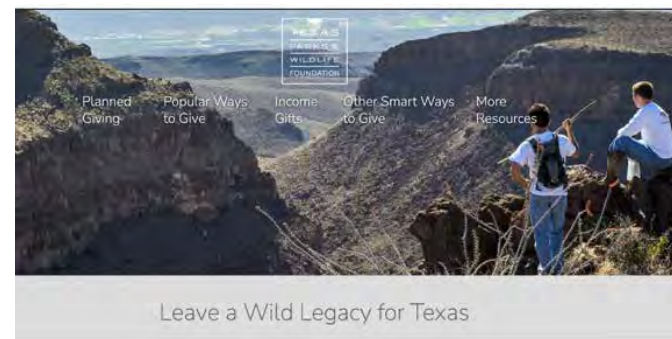 TEXAS
PARKS &
WILDLIFE
FOUNDATION
Planned Giving
Popular Ways to Give
Income Gifts
Other Smart Ways to Give
More Resources
Leave a Wild Legacy for Texas